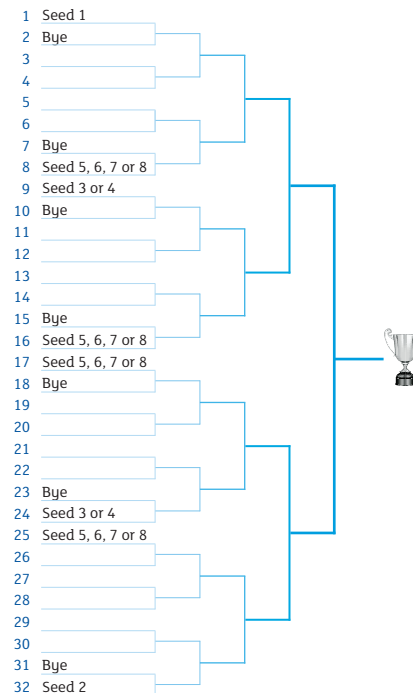 1 Seed 1
2 Bye
3
4
5
6
7 Bye
8 Seed 5, 6, 7 or 8
9 Seed 3 or 4
10 Bye
11
12
13
14
15 Bye
16 Seed 5, 6, 7 or 8
17 Seed 5, 6, 7 or 8
18 Bye
19
20
21
22
23 Bye
24 Seed 3 or 4
25 Seed 5, 6, 7 or 8
26
27
28
29
30
31 Bye
32 Seed 2